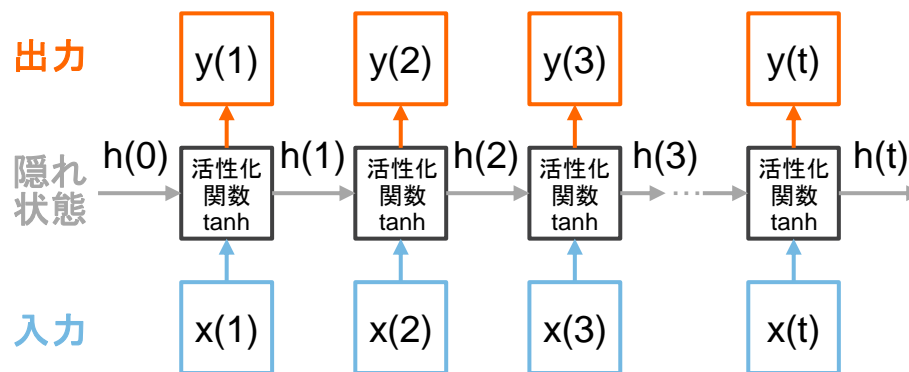 出力
y(1)
y(2)
y(3)
y(t)
隠れ
状態
h(0)
活性化
関数
tanh
h(1)
活性化
関数
tanh
h(2)
活性化
関数
tanh
h(3)
…
活性化
関数
tanh
h(t)
入力
x(1)
x(2)
x(3)
x(t)